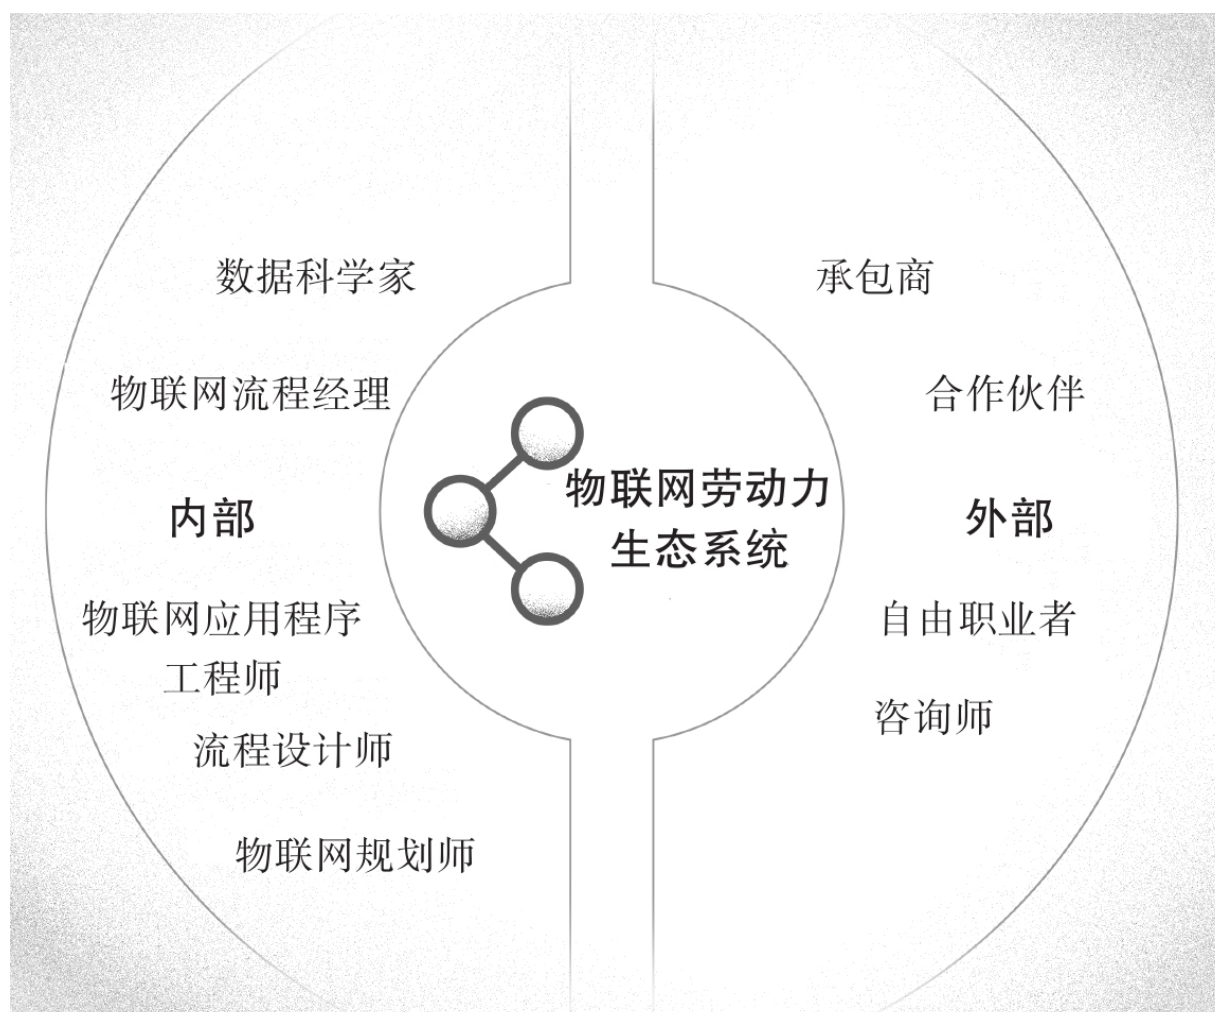 数据科学家
物联网流程经理
内部
物联网应用程序
工程师
流程设计师
物联网规划师
物联网劳动力
生态系统
承包商
合作伙伴
外部
自由职业者
咨询师